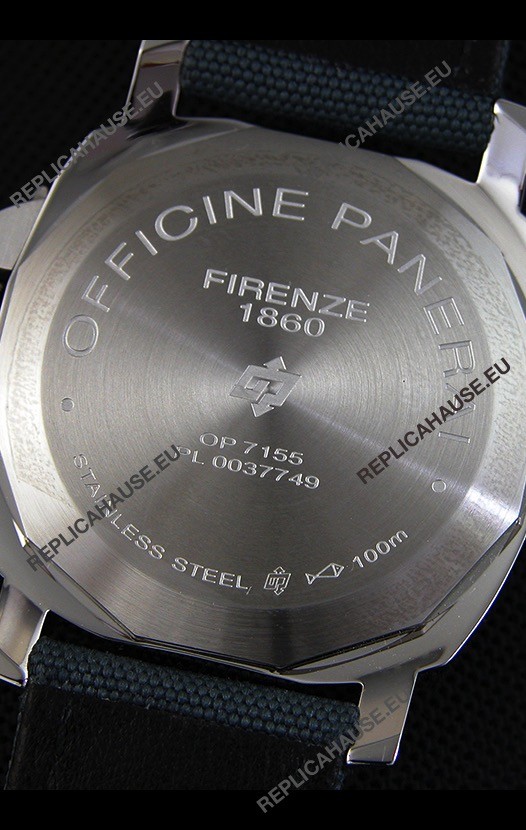 OFFICINE PANERAI
FIRENZE
1860
OP 7155
PL 0037749
STAINLESS STEEL
100m
REPLICAHAUSE.EU
REPLICAHAUSE.EU
REPLICAHAUSE.EU
REPLICAHAUSE.EU
REPLICAHAUSE.EU
REPLICAHAUSE.EU
REPLICAHAUSE.EU